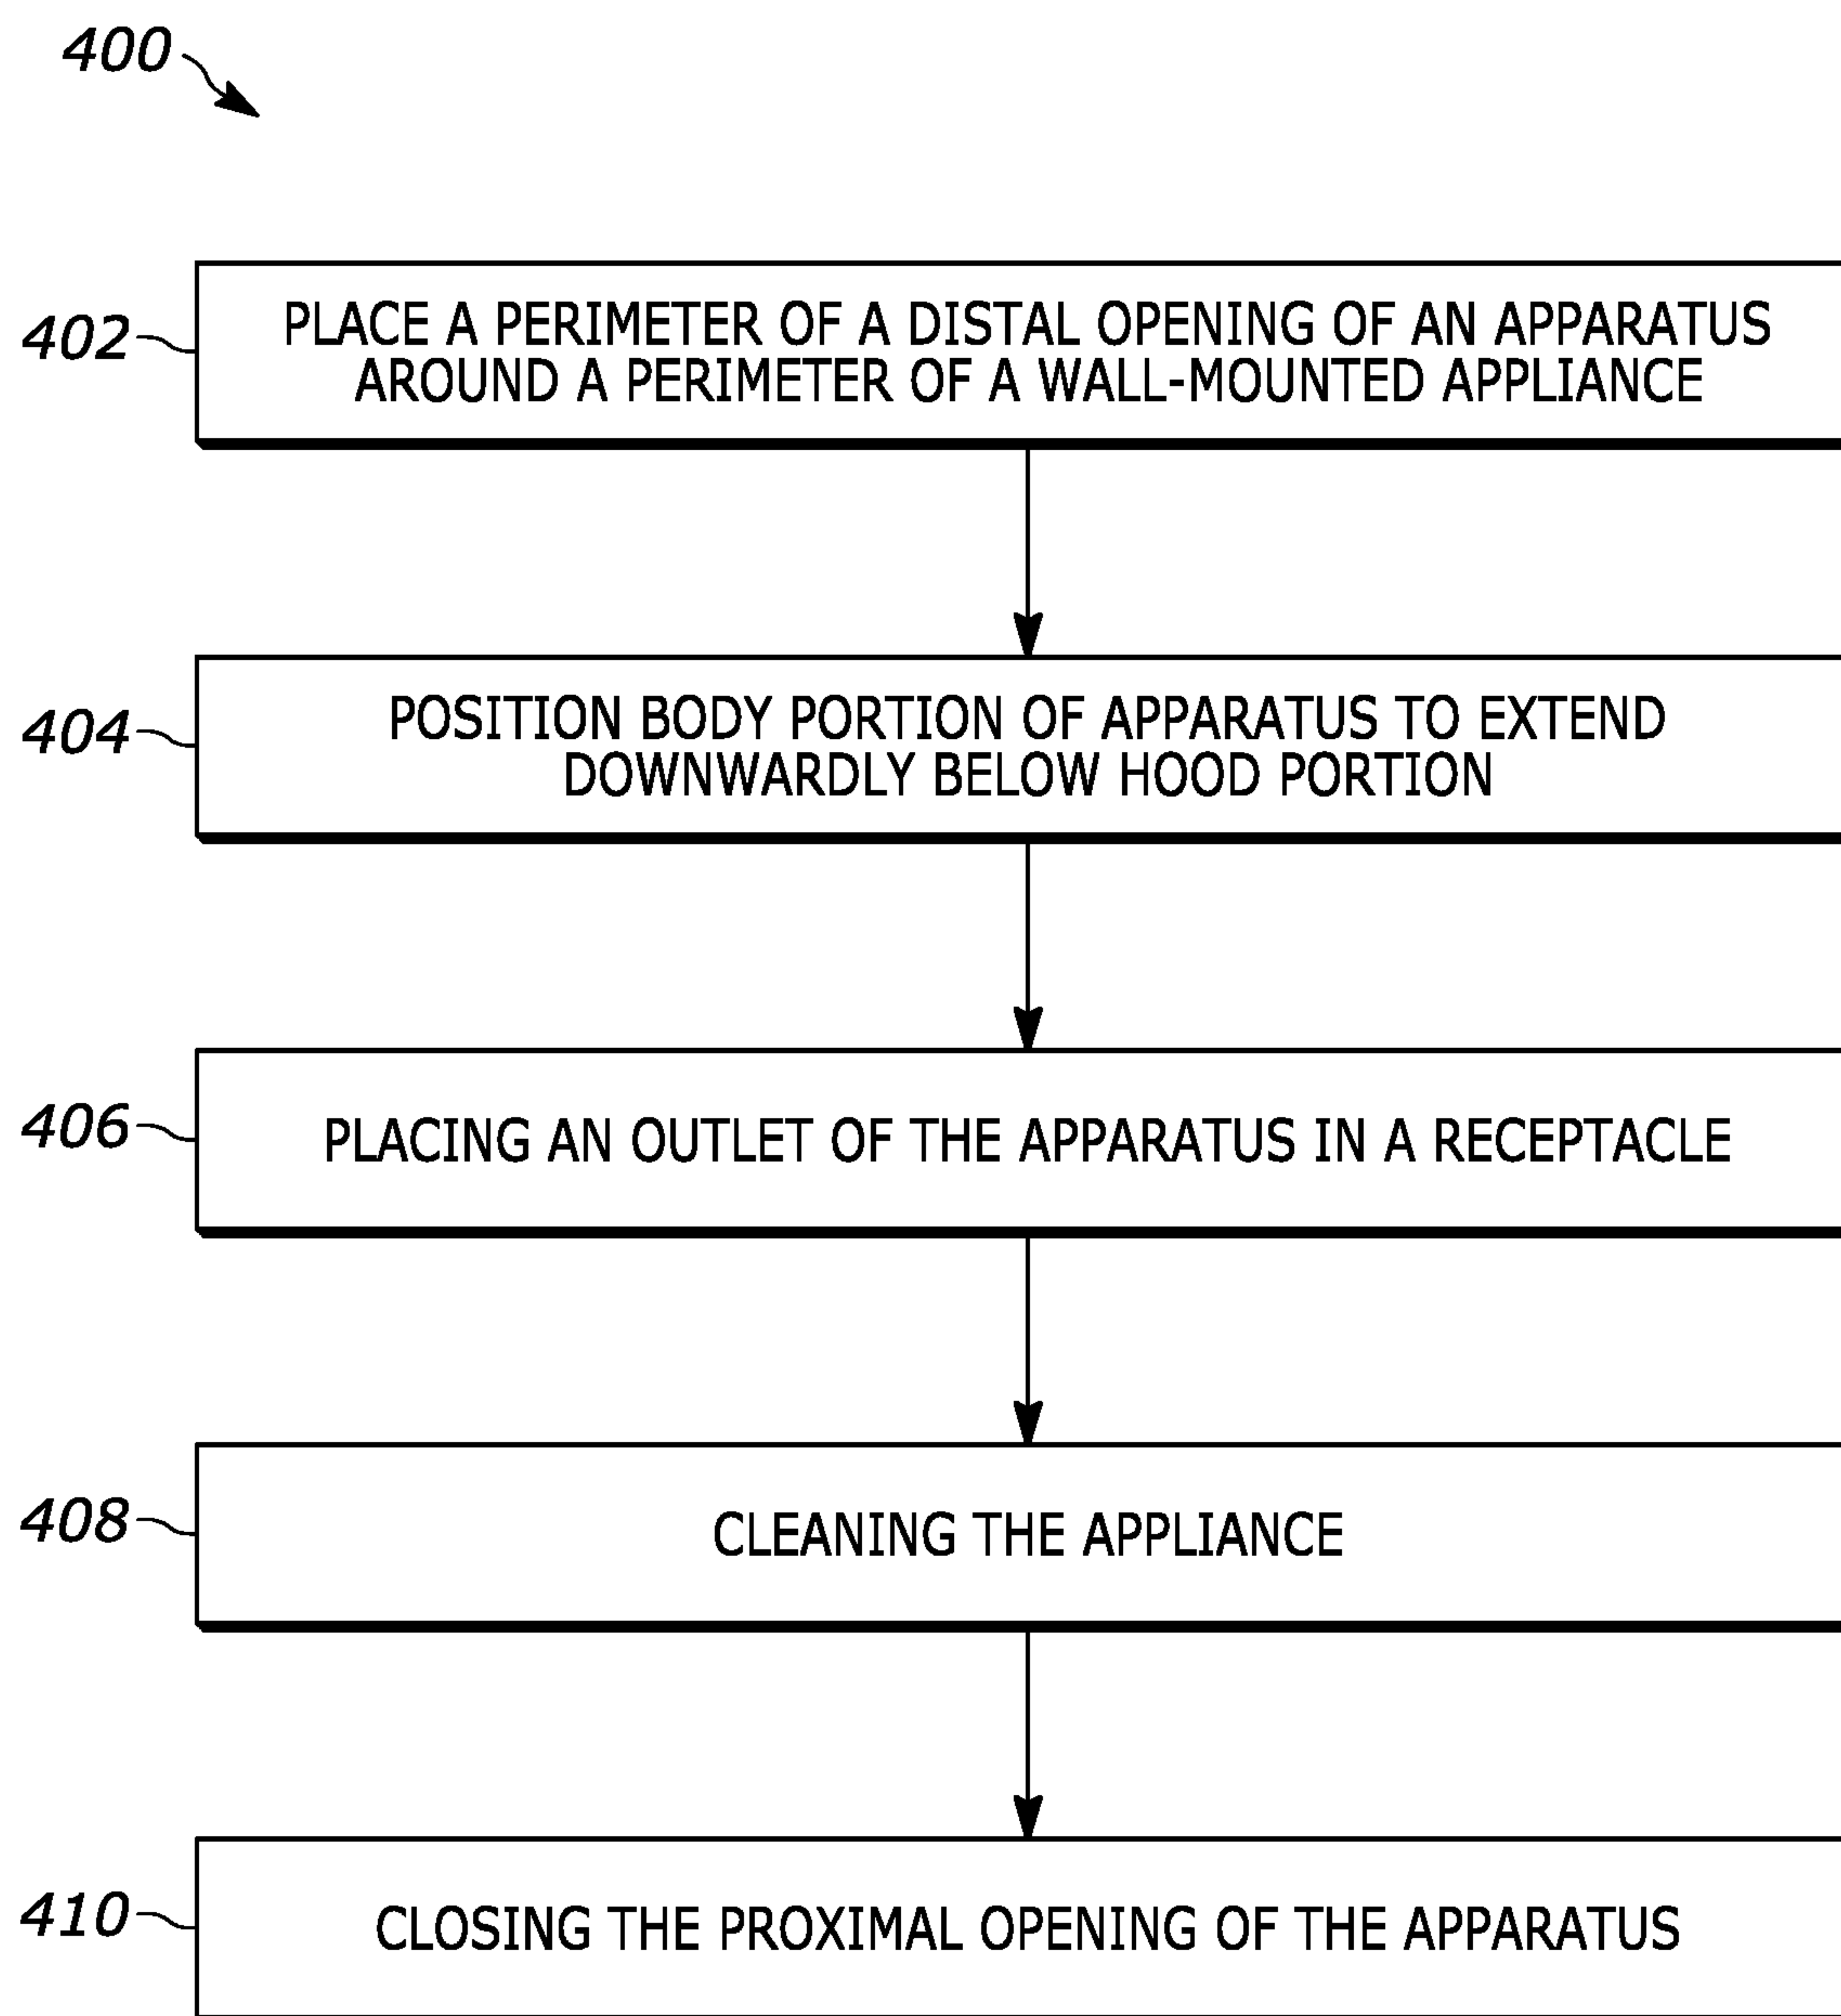 400
402
PLACE A PERIMETER OF A DISTAL OPENING OF AN APPARATUS
AROUND A PERIMETER OF A WALL-MOUNTED APPLIANCE
404
POSITION BODY PORTION OF APPARATUS TO EXTEND
DOWNWARDLY BELOW HOOD PORTION
406
PLACING AN OUTLET OF THE APPARATUS IN A RECEPTACLE
408
CLEANING THE APPLIANCE
410
CLOSING THE PROXIMAL OPENING OF THE APPARATUS